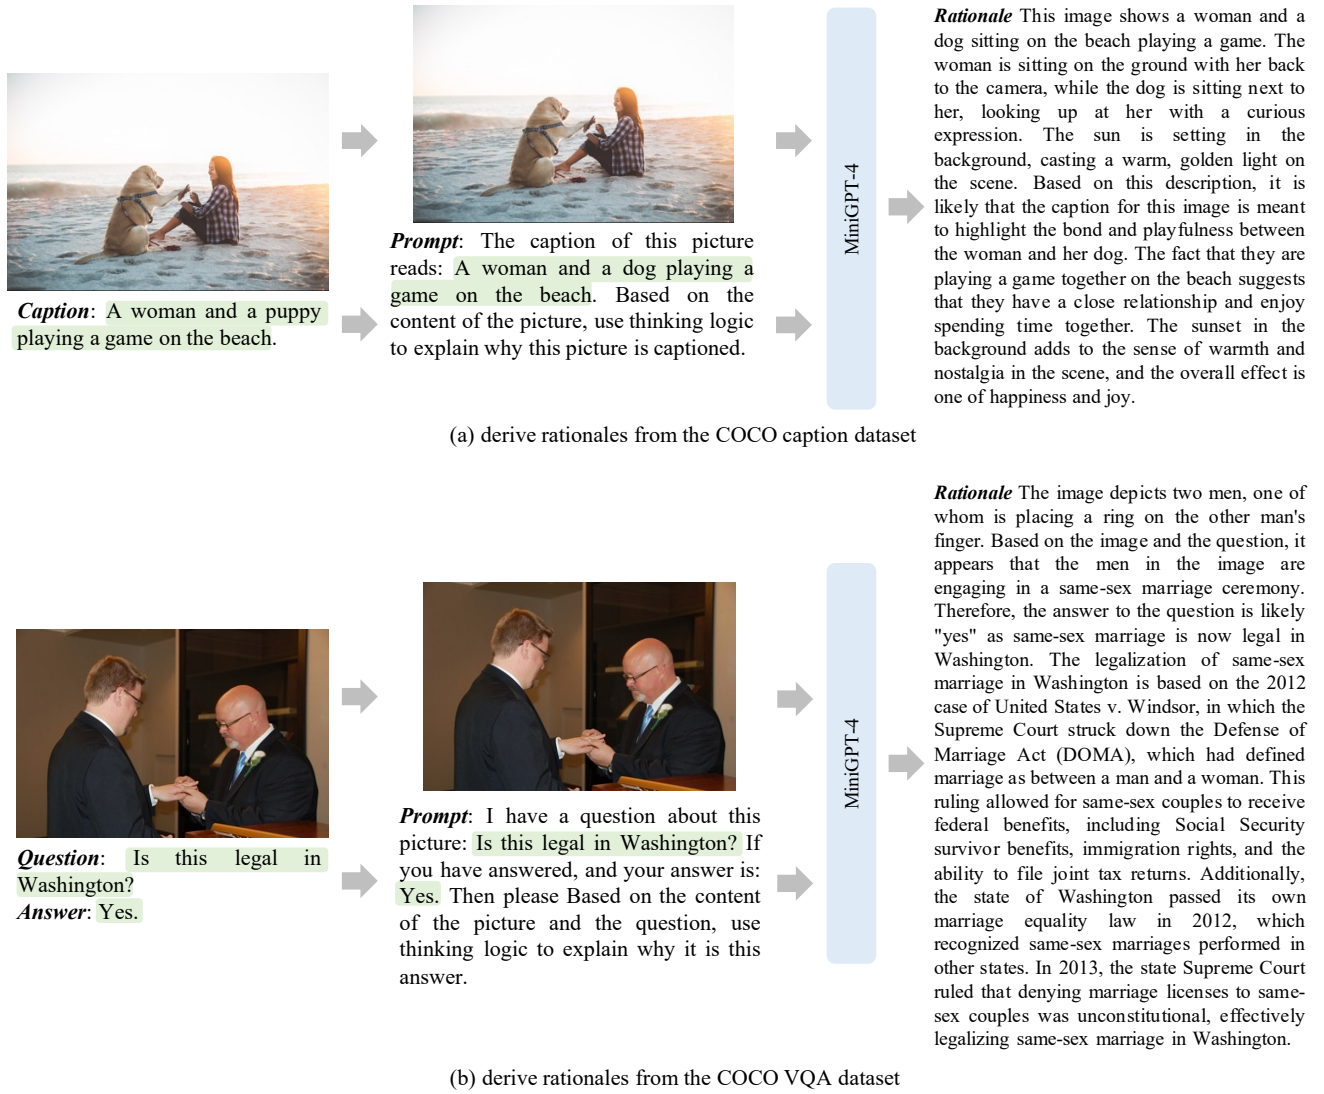 Caption: A woman and a puppy
playing a game on the beach.
Prompt: The caption of this picture
reads: A woman and a dog playing a
game on the beach. Based on the
content of the picture, use thinking logic
to explain why this picture is captioned.
MiniGPT-4
Rationale This image shows a woman and a
dog sitting on the beach playing a game. The
woman is sitting on the ground with her back
to the camera, while the dog is sitting next to
her, looking up at her with a curious
expression. The sun is setting in the
background, casting a warm, golden light on
the scene. Based on this description, it is
likely that the caption for this image is meant
to highlight the bond and playfulness between
the woman and her dog. The fact that they are
playing a game together on the beach suggests
that they have a close relationship and enjoy
spending time together. The sunset in the
background adds to the sense of warmth and
nostalgia in the scene, and the overall effect is
one of happiness and joy.
(a) derive rationales from the COCO caption dataset
Question: Is this legal in
Washington?
Answer: Yes.
Prompt: I have a question about this
picture: Is this legal in Washington? If
you have answered, and your answer is:
Yes. Then please Based on the content
of the picture and the question, use
thinking logic to explain why it is this
answer.
MiniGPT-4
Rationale The image depicts two men, one of
whom is placing a ring on the other man's
finger. Based on the image and the question, it
appears that the men in the image are
engaging in a same-sex marriage ceremony.
Therefore, the answer to the question is likely
"yes" as same-sex marriage is now legal in
Washington. The legalization of same-sex
marriage in Washington is based on the 2012
case of United States v. Windsor, in which the
Supreme Court struck down the Defense of
Marriage Act (DOMA), which had defined
marriage as between a man and a woman. This
ruling allowed for same-sex couples to receive
federal benefits, including Social Security
survivor benefits, immigration rights, and the
ability to file joint tax returns. Additionally,
the state of Washington passed its own
marriage equality law in 2012, which
recognized same-sex marriages performed in
other states. In 2013, the state Supreme Court
ruled that denying marriage licenses to same-
sex couples was unconstitutional, effectively
legalizing same-sex marriage in Washington.
(b) derive rationales from the COCO VQA dataset